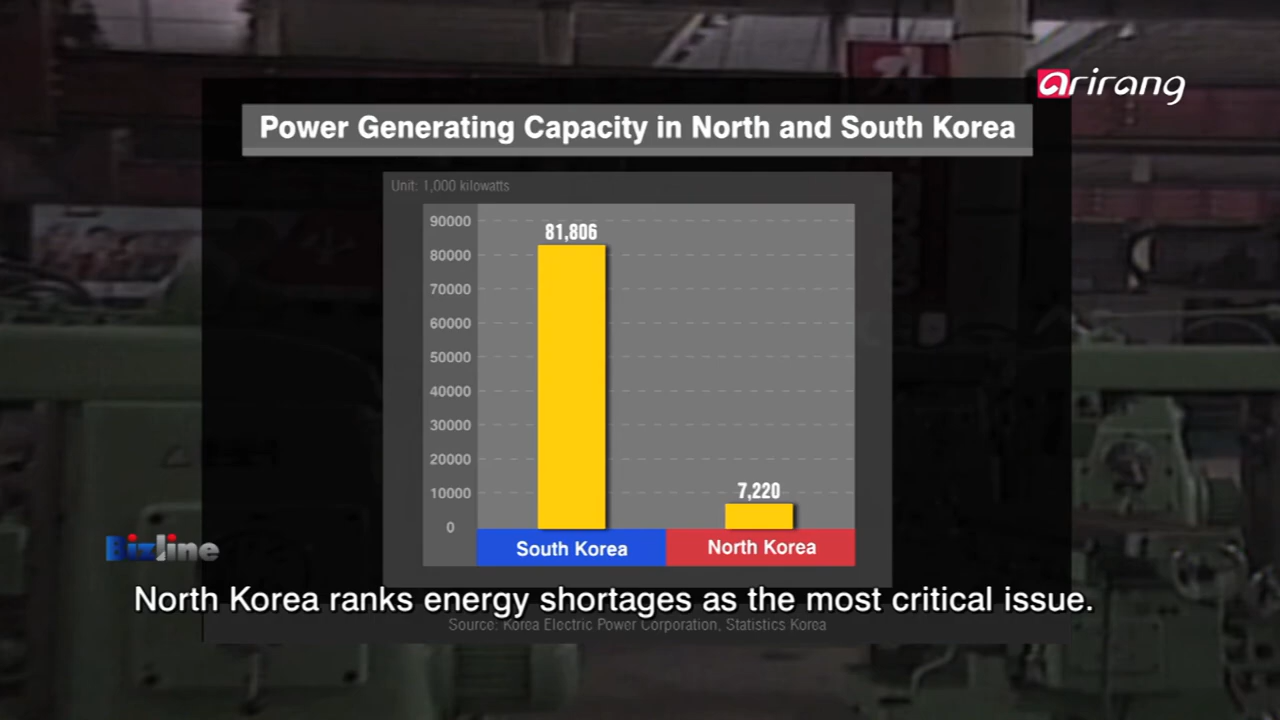 arirang
Power Generating Capacity in North and South Korea
Unit: 1,000 kilowatts
90000
80000
70000
60000
50000
40000
30000
20000
10000
0
81,806
7,220
South Korea
North Korea
Bizline
North Korea ranks energy shortages as the most critical issue.
Source: Korea Electric Power Corporation, Statistics Korea